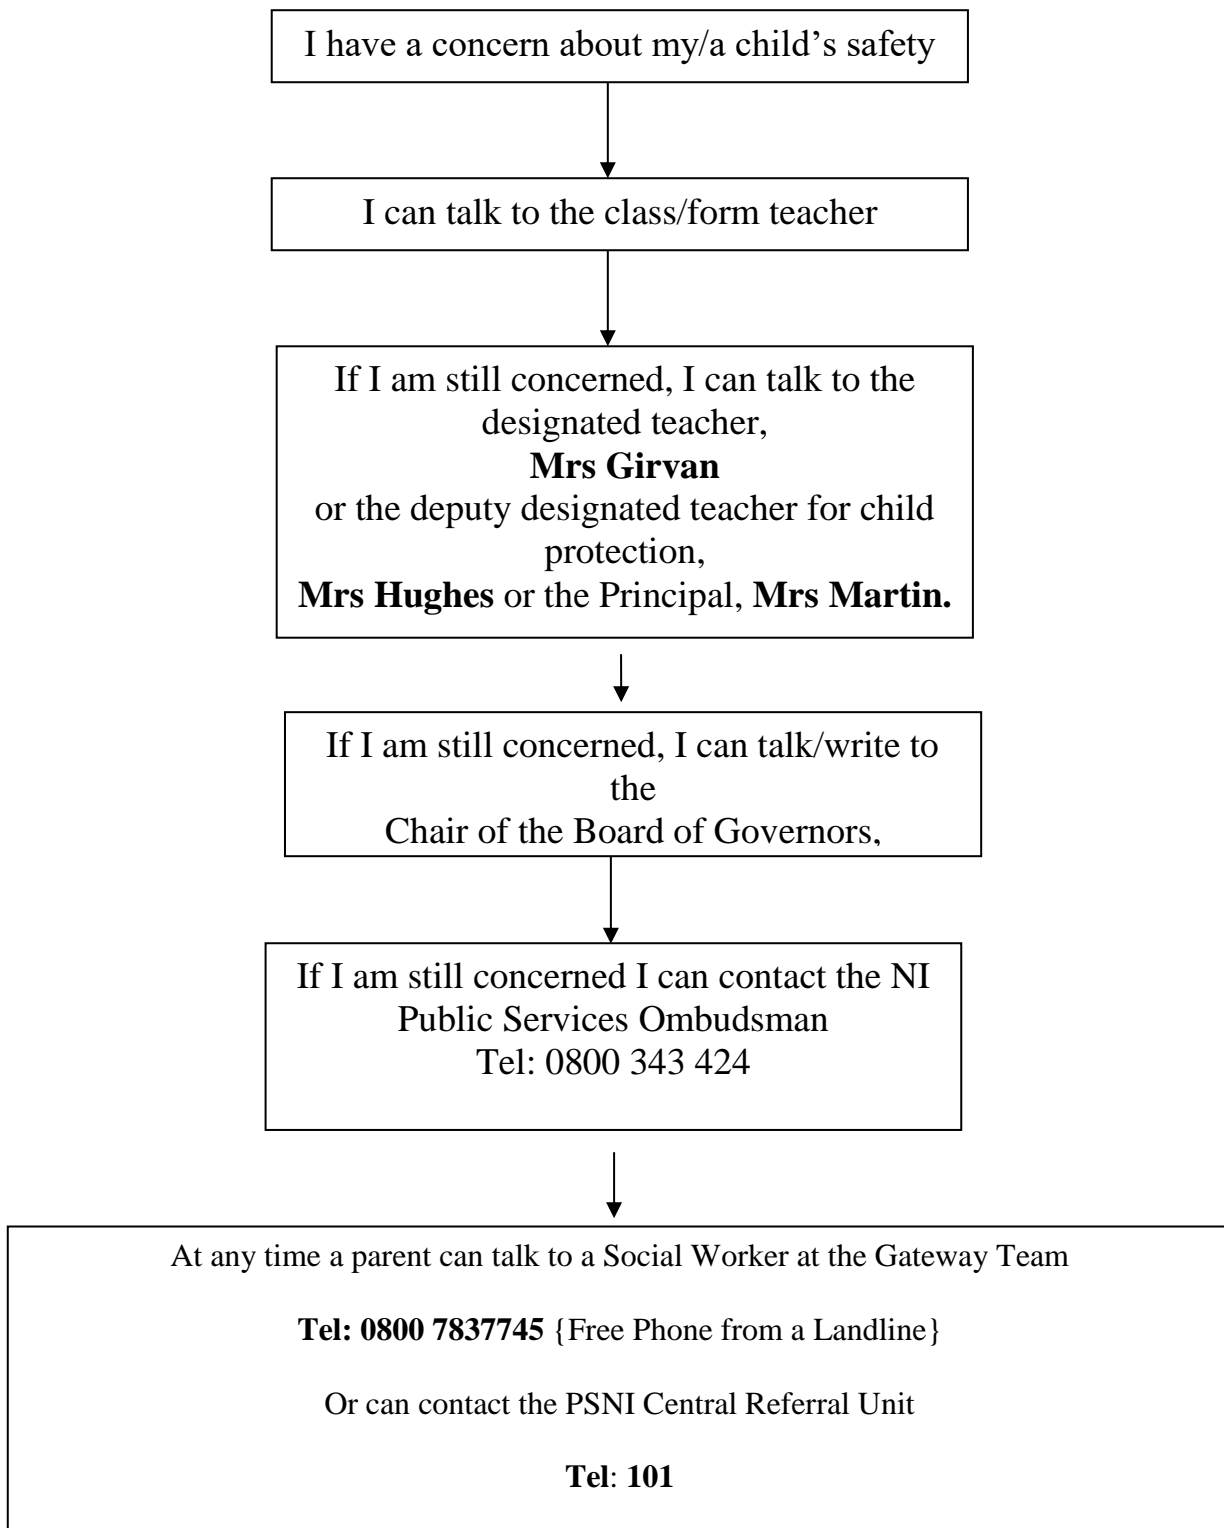 I have a concern about my/a child’s safety
I can talk to the class/form teacher
If I am still concerned, I can talk to the
designated teacher,
Mrs Girvan
or the deputy designated teacher for child
protection,
Mrs Hughes or the Principal, Mrs Martin.
If I am still concerned, I can talk/write to
the
Chair of the Board of Governors,
If I am still concerned I can contact the NI
Public Services Ombudsman
Tel: 0800 343 424
At any time a parent can talk to a Social Worker at the Gateway Team
Tel: 0800 7837745 {Free Phone from a Landline}
Or can contact the PSNI Central Referral Unit
Tel: 101